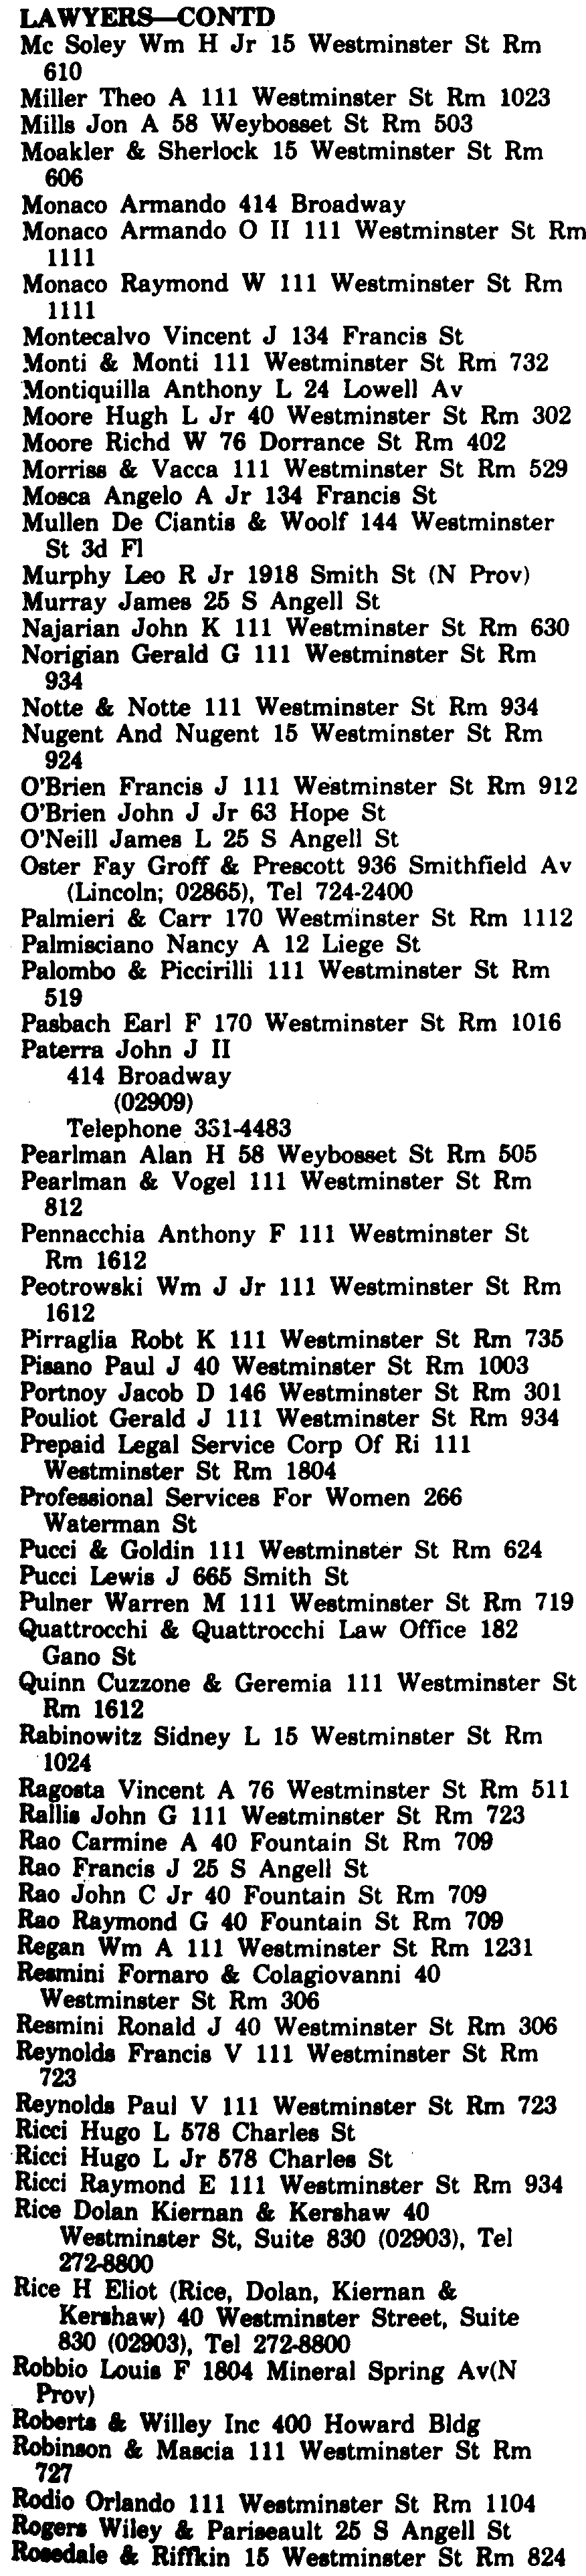 LAWYERS—CONTD
Mc Soley Wm H Jr 15 Westminster St Rm
610
Miller Theo A 111 Westminster St Rm 1023
Mills Jon A 58 Weybosset St Rm 503
Moakler & Sherlock 15 Westminster St Rm
606
Monaco Armando 414 Broadway
Monaco Armando O II 111 Westminster St Rm
1111
Monaco Raymond W 111 Westminster St Rm
1111
Montecalvo Vincent J 134 Francis St
Monti & Monti 111 Westminster St Rm 732
Montiquilla Anthony L 24 Lowell Av
Moore Hugh L Jr 40 Westminster St Rm 302
Moore Richd W 76 Dorrance St Rm 402
Morriss & Vacca 111 Westminster St Rm 529
Mosca Angelo A Jr 134 Francis St
Mullen De Ciantis & Woolf 144 Westminster
St 3d Fl
Murphy Leo R Jr 1918 Smith St (N Prov)
Murray James 25 S Angell St
Najarian John K 111 Westminster St Rm 630
Norigian Gerald G 111 Westminster St Rm
934
Notte & Notte 111 Westminster St Rm 934
Nugent And Nugent 15 Westminster St Rm
924
O'Brien Francis J 111 Westminster St Rm 912
O'Brien John J Jr 63 Hope St
O'Neill James L 25 S Angell St
Oster Fay Groff & Prescott 936 Smithfield Av
(Lincoln; 02865), Tel 724-2400
Palmieri & Carr 170 Westminster St Rm 1112
Palmisciano Nancy A 12 Liege St
Palombo & Piccirilli 111 Westminster St Rm
519
Pasbach Earl F 170 Westminster St Rm 1016
Paterra John J II
414 Broadway
(02909)
Telephone 331-4483
Pearlman Alan H 58 Weybosset St Rm 505
Pearlman & Vogel 111 Westminster St Rm
812
Pennacchia Anthony F 111 Westminster St
Rm 1612
Peotrowski Wm J Jr 111 Westminster St Rm
1612
Pirraglia Robt K 111 Westminster St Rm 735
Pisano Paul J 40 Westminster St Rm 1003
Portnoy Jacob D 146 Westminster St Rm 301
Pouliot Gerald J 111 Westminster St Rm 934
Prepaid Legal Service Corp Of Ri 111
Westminster St Rm 1804
Professional Services For Women 266
Waterman St
Pucci & Goldin 111 Westminster St Rm 624
Pucci Lewis J 665 Smith St
Pulner Warren M 111 Westminster St Rm 719
Quattrocchi & Quattrocchi Law Office 182
Gano St
Quinn Cuzzone & Geremia 111 Westminster St
Rm 1612
Rabinowitz Sidney L 15 Westminster St Rm
1024
Ragosta Vincent A 76 Westminster St Rm 511
Rallis John G 111 Westminster St Rm 723
Rao Carmine A 40 Fountain St Rm 709
Rao Francis J 25 S Angell St
Rao John C Jr 40 Fountain St Rm 709
Rao Raymond G 40 Fountain St Rm 709
Regan Wm A 111 Westminster St Rm 1231
Resmini Fornaro & Colagiovanni 40
Westminster St Rm 306
Resmini Ronald J 40 Westminster St Rm 306
Reynolds Francis V 111 Westminster St Rm
723
Reynolds Paul V 111 Westminster St Rm 723
Ricci Hugo L 578 Charles St
Ricci Hugo L Jr 578 Charles St
Ricci Raymond E 111 Westminster St Rm 934
Rice Dolan Kiernan & Kershaw 40
Westminster St, Suite 830 (02903), Tel
272-8800
Rice H Eliot (Rice, Dolan, Kiernan &
Kershaw) 40 Westminster Street, Suite
830 (02903), Tel 272-8800
Robbio Louis F 1804 Mineral Spring Av(N
Prov)
Roberts & Willey Inc 400 Howard Bldg
Robinson & Mascia 111 Westminster St Rm
727
Rodio Orlando 111 Westminster St Rm 1104
Rogers Wiley & Pariseault 25 S Angell St
Rosedale & Riffkin 15 Westminster St Rm 824